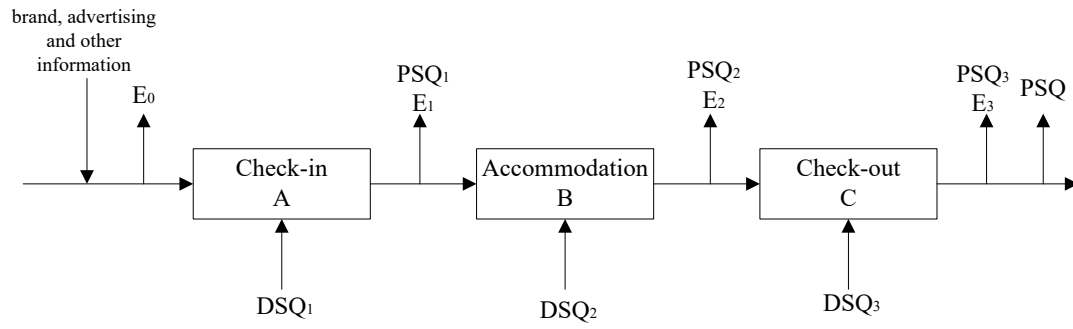 brand, advertising
and other
information
E₀
PSQ₁
E₁
PSQ₂
E₂
PSQ₃
E₃
PSQ
Check-in
A
Accommodation
B
Check-out
C
DSQ₁
DSQ₂
DSQ₃